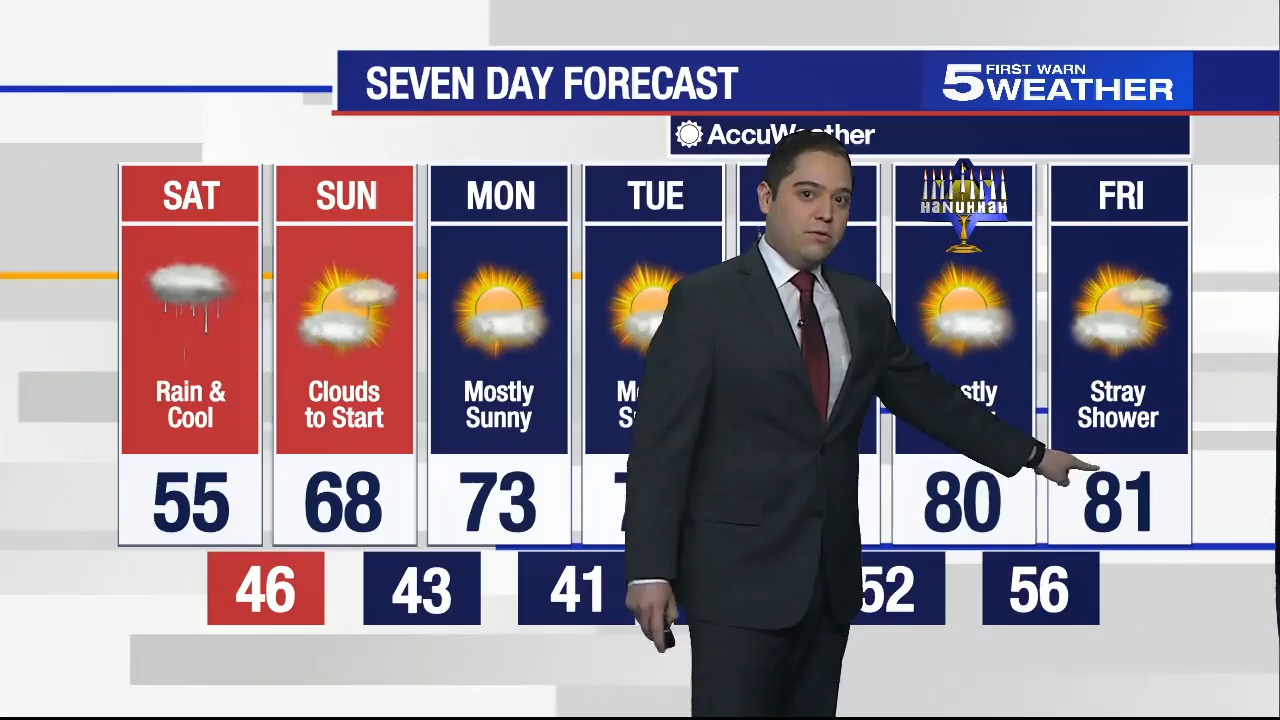 SEVEN DAY FORECAST
5 FIRST WARN
WEATHER
AccuWeather
SAT
SUN
MON
TUE
HANUKKAH
FRI
Rain &
Cool
Clouds
to Start
Mostly
Sunny
Stray
Shower
55
68
73
80
81
46
43
41
52
56